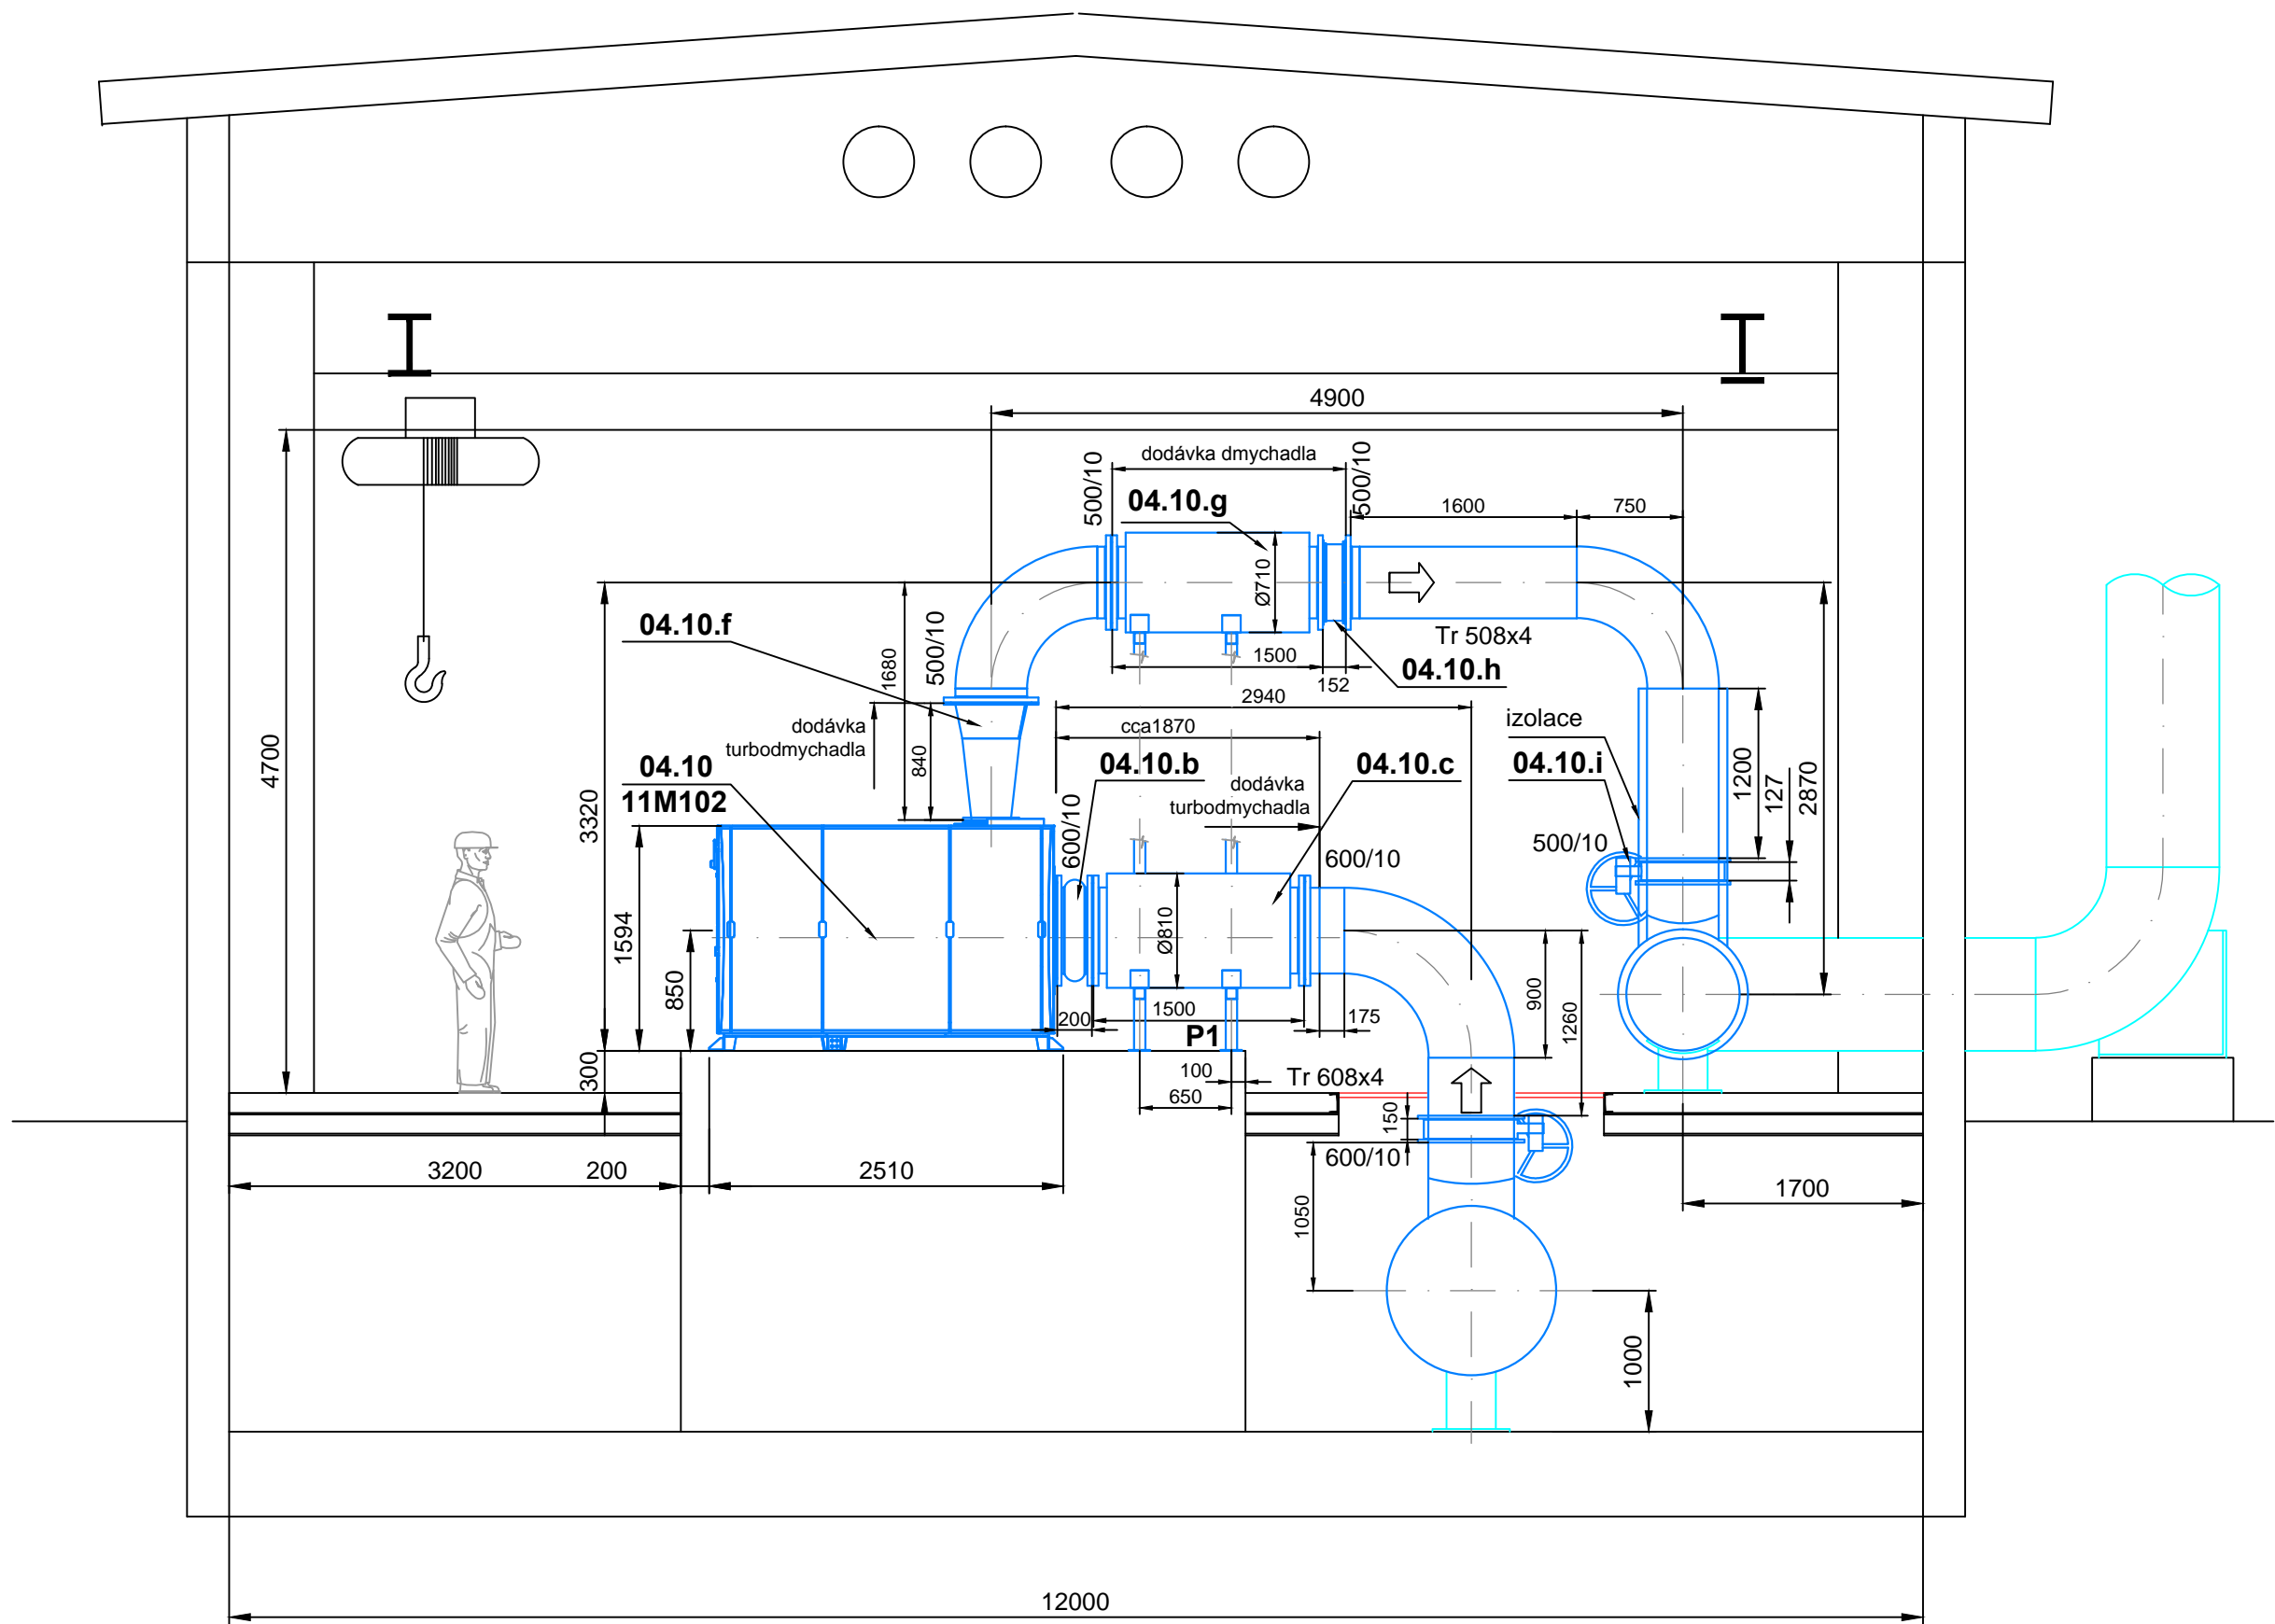 4900
dodávka dmychadla
500/10
500/10
04.10.g
1600
750
Ø710
04.10.f
500/10
1680
Tr 508x4
1500
152
04.10.h
2940
dodávka
turbodmychadla
840
cca1870
izolace
4700
04.10
11M102
04.10.b
dodávka
turbodmychadla
04.10.c
04.10.i
1200
127
2870
3320
600/10
600/10
500/10
1594
850
Ø810
900
1260
200
1500
175
P1
300
100
Tr 608x4
650
150
600/10
3200
200
2510
1700
1050
1000
12000